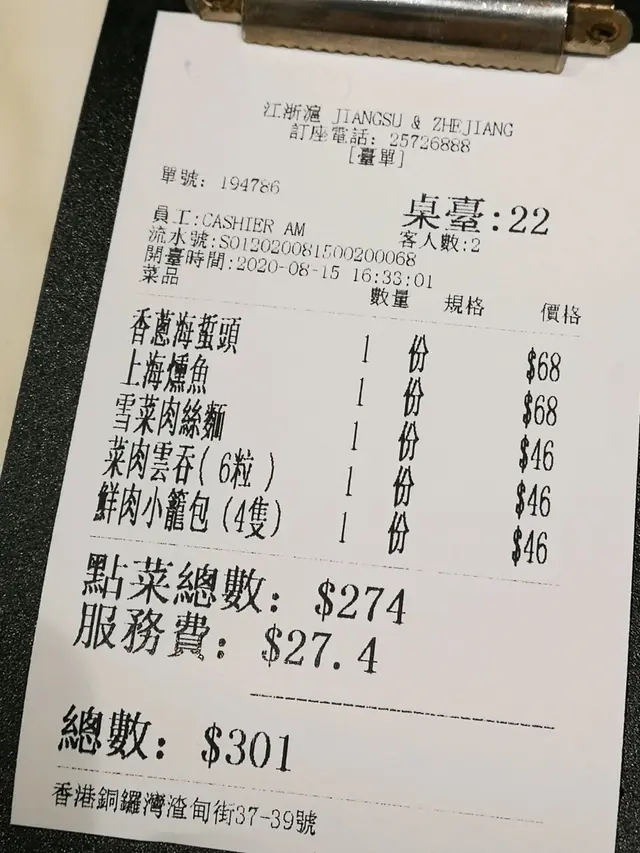 江浙滬 JIANGSU & ZHEJIANG
訂座電話: 25726888
[臺單]
單號: 194786
桌臺:22
員工:CASHIER AM
客人數:2
流水號:S012020081500200068
開臺時間:2020-08-15 16:33:01
菜品 數量 規格 價格
香蔥海蜇頭 1 份 $68
上海燻魚 1 份 $68
雪菜肉絲麵 1 份 $46
菜肉雲吞( 6粒 ) 1 份 $46
鮮肉小籠包 (4隻) 1 份 $46
點菜總數: $274
服務費: $27.4
總數: $301
香港銅鑼灣渣甸街37-39號